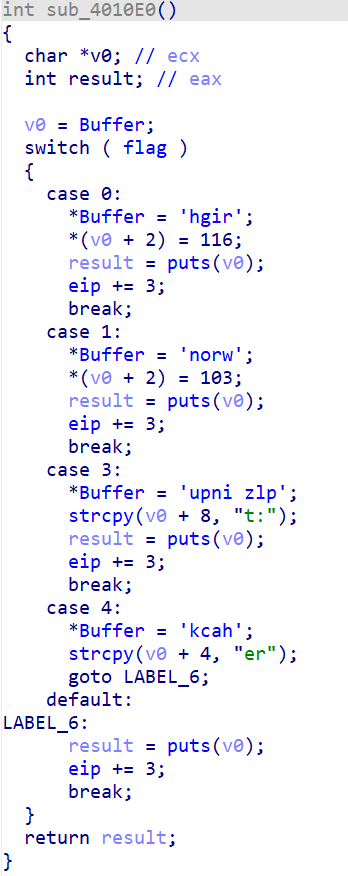 int sub_4010E0()
{
  char *v0; // ecx
  int result; // eax

  v0 = Buffer;
  switch ( flag )
  {
    case 0:
      *Buffer = 'hgir';
      *(v0 + 2) = 116;
      result = puts(v0);
      eip += 3;
      break;
    case 1:
      *Buffer = 'norw';
      *(v0 + 2) = 103;
      result = puts(v0);
      eip += 3;
      break;
    case 3:
      *Buffer = 'upni zlp';
      strcpy(v0 + 8, "t:");
      result = puts(v0);
      eip += 3;
      break;
    case 4:
      *Buffer = 'kcah';
      strcpy(v0 + 4, "er");
      goto LABEL_6;
    default:
LABEL_6:
      result = puts(v0);
      eip += 3;
      break;
  }
  return result;
}